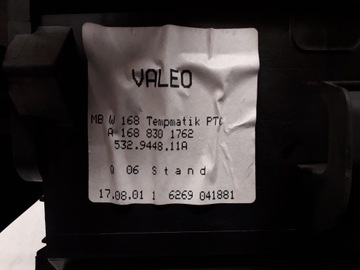 VALEO
MB W 168 Tempmatik PTC
A 168 830 1762
532.9448.11A
Q 06 Stand
17.08.01 1 6269 041881